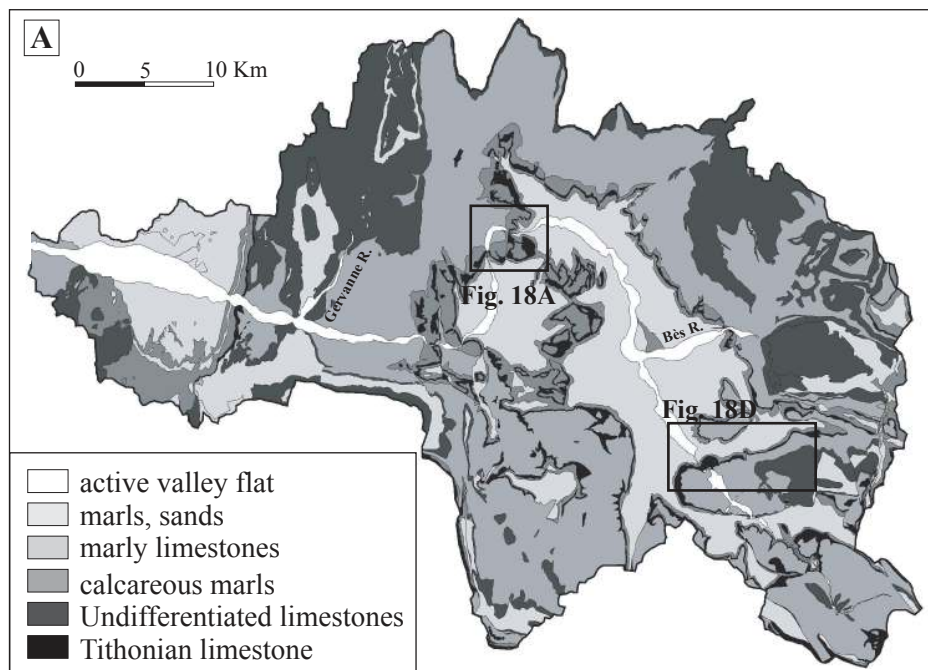 A
0 5 10 Km
Gervanne R.
Fig. 18A
Bès R.
Fig. 18D
active valley flat
marls, sands
marly limestones
calcareous marls
Undifferentiated limestones
Tithonian limestone